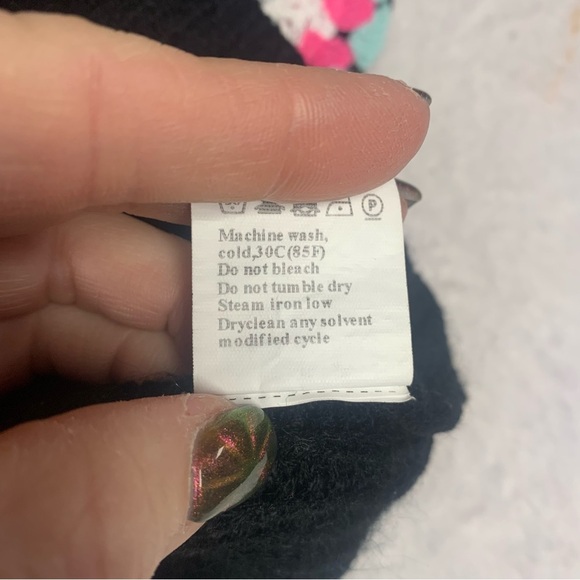 P
Machine wash,
cold,30C(85F)
Do not bleach
Do not tumble dry
Steam iron low
Dryclean any solvent
modified cycle